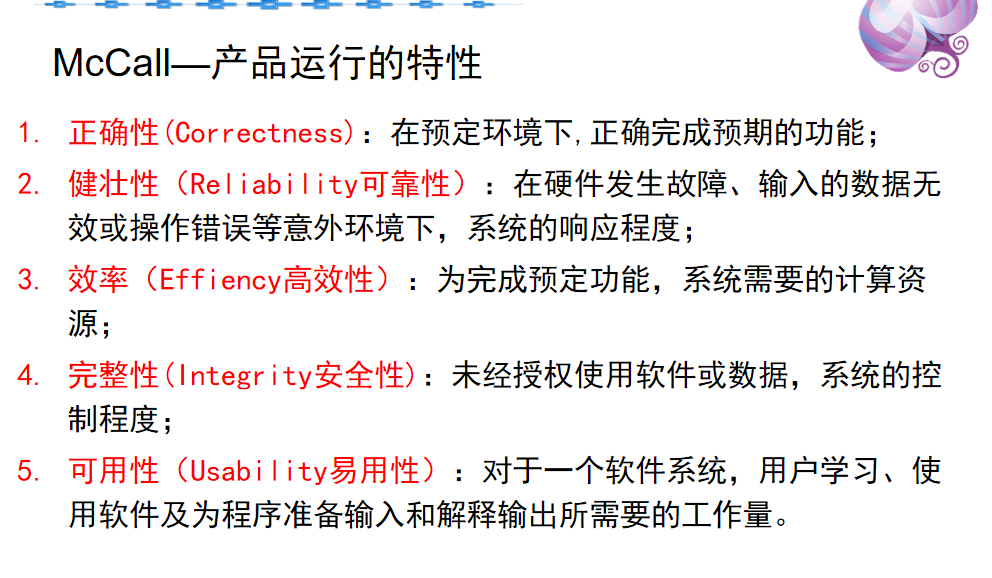 McCall—产品运行的特性
1. 正确性(Correctness)：在预定环境下,正确完成预期的功能；
2. 健壮性（Reliability可靠性）：在硬件发生故障、输入的数据无
效或操作错误等意外环境下，系统的响应程度；
3. 效率（Effiency高效性）：为完成预定功能，系统需要的计算资
源；
4. 完整性(Integrity安全性)：未经授权使用软件或数据，系统的控
制程度；
5. 可用性（Usability易用性）：对于一个软件系统，用户学习、使
用软件及为程序准备输入和解释输出所需要的工作量。